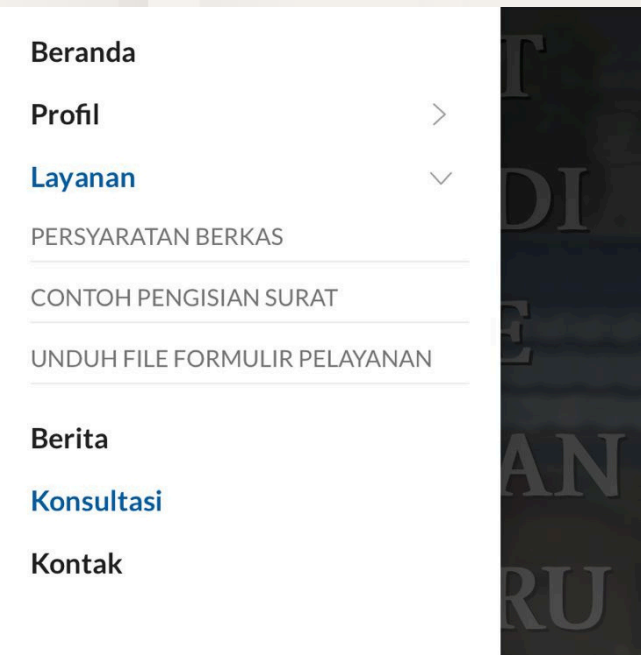 Beranda
Profil
Layanan
PERSYARATAN BERKAS
CONTOH PENGISIAN SURAT
UNDUH FILE FORMULIR PELAYANAN
Berita
Konsultasi
Kontak